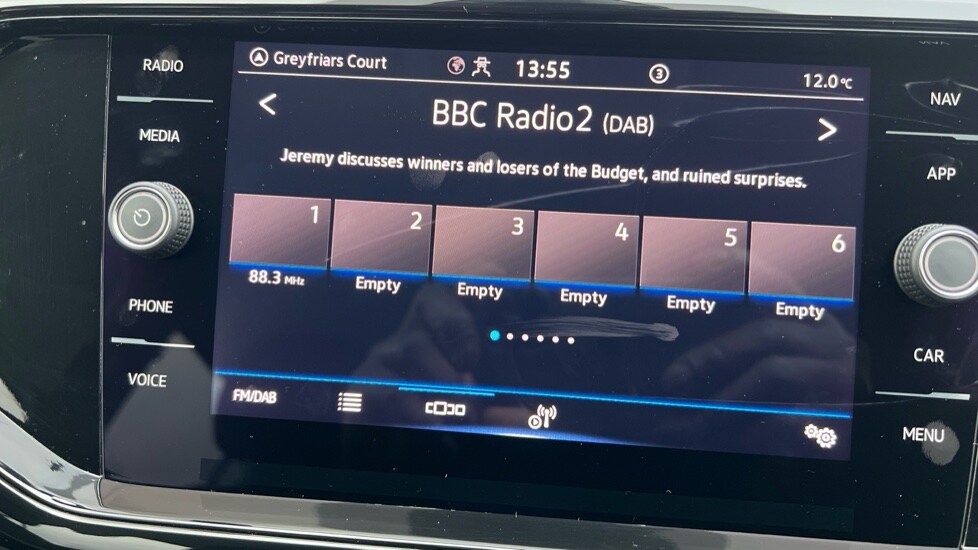 RADIO
MEDIA
PHONE
VOICE
Greyfriars Court
13:55
3
12.0°C
BBC Radio2 (DAB)
Jeremy discusses winners and losers of the Budget, and ruined surprises.
1 2 3 4 5 6
88.3 MHz Empty Empty Empty Empty Empty
FM/DAB
NAV
APP
CAR
MENU